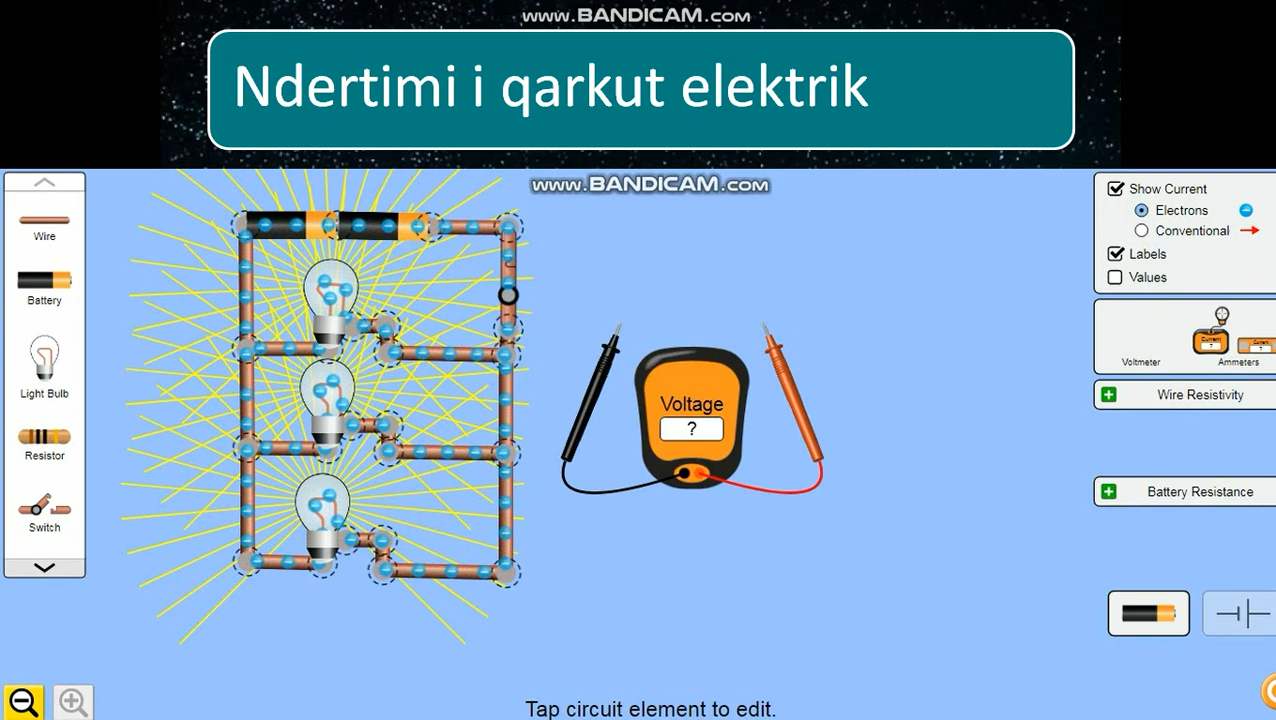 www.BANDICAM.com
Ndertimi i qarkut elektrik
www.BANDICAM.com
Wire
Battery
Light Bulb
Resistor
Switch
Voltage
?
Show Current
Electrons
Conventional
Labels
Values
Voltmeter
Ammeters
Wire Resistivity
Battery Resistance
Tap circuit element to edit.